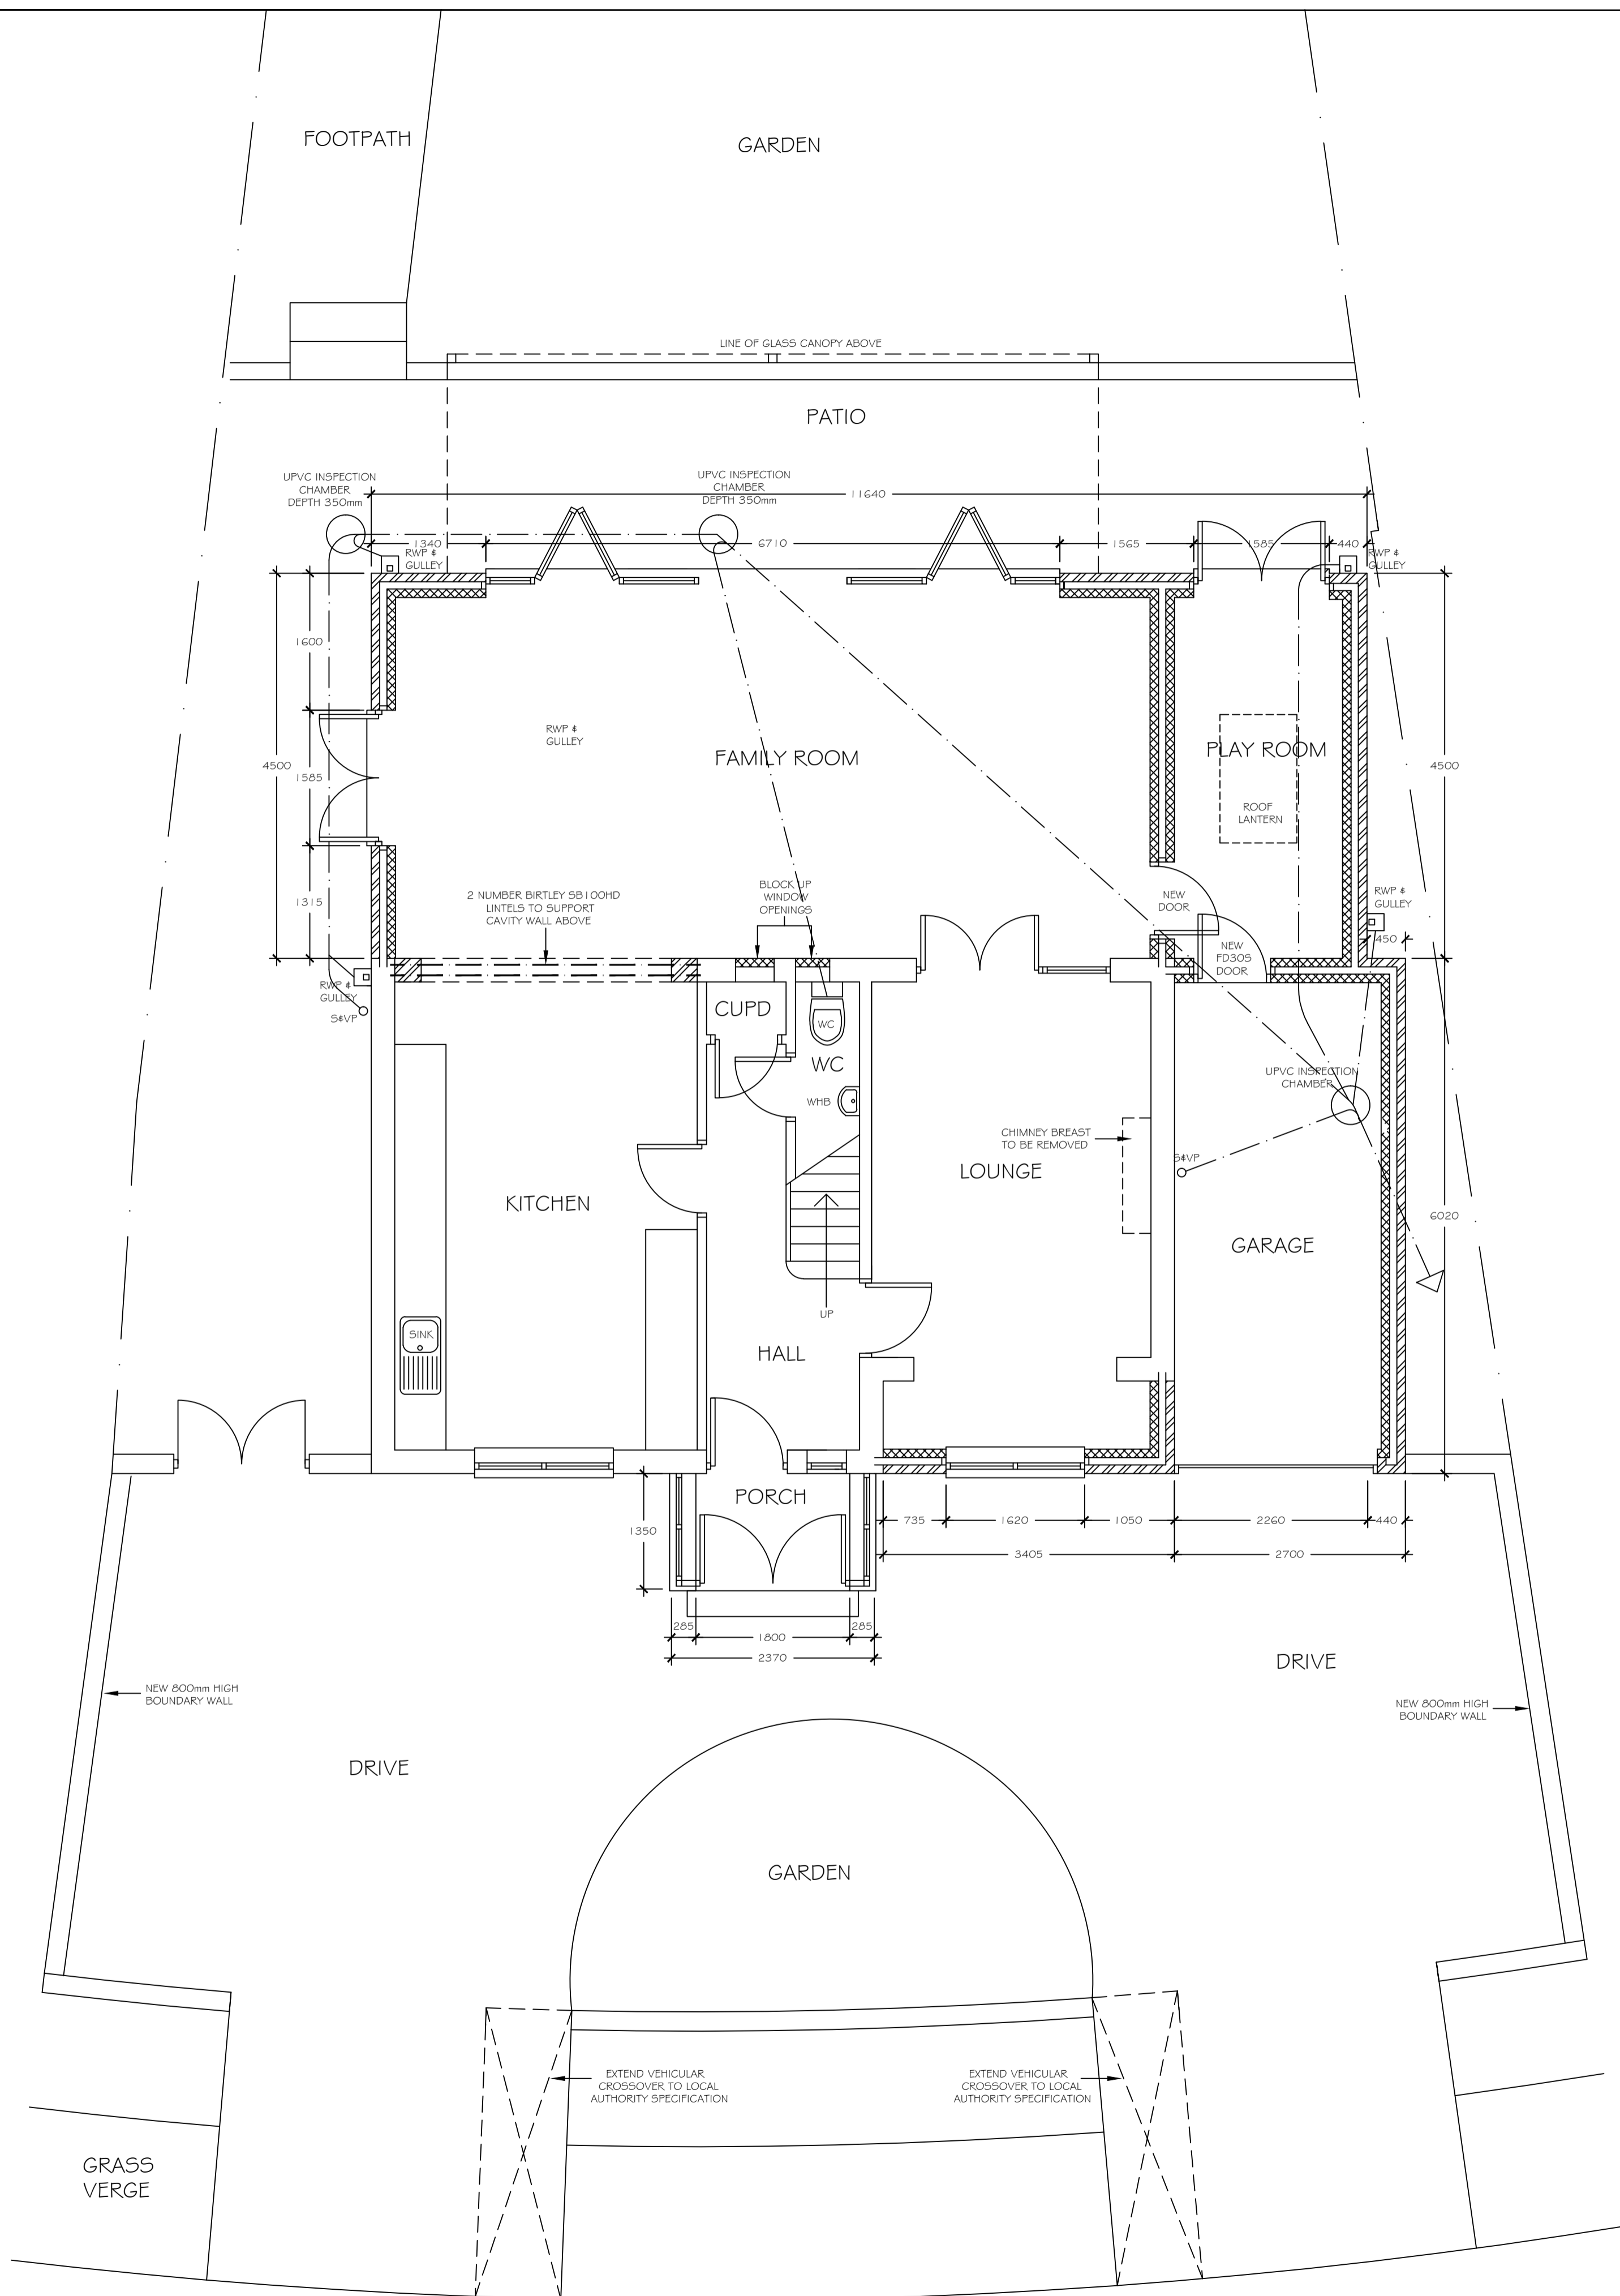 FOOTPATH
GARDEN
LINE OF GLASS CANOPY ABOVE
PATIO
UPVC INSPECTION
CHAMBER
DEPTH 350mm
UPVC INSPECTION
CHAMBER
DEPTH 350mm
11640
1340
6710
1565
1585
440
RWP &
GULLEY
RWP &
GULLEY
1600
4500
1585
1315
RWP &
GULLEY
FAMILY ROOM
PLAY ROOM
ROOF
LANTERN
4500
2 NUMBER BIRTLEY SB100HD
LINTELS TO SUPPORT
CAVITY WALL ABOVE
BLOCK UP
WINDOW
OPENINGS
NEW
DOOR
RWP &
GULLEY
450
NEW
FD30S
DOOR
RWP &
GULLEY
S&VP
CUPD
WC
WC
WHB
UPVC INSPECTION
CHAMBER
CHIMNEY BREAST
TO BE REMOVED
S&VP
LOUNGE
KITCHEN
GARAGE
6020
UP
SINK
HALL
PORCH
1350
735
1620
1050
2260
440
3405
2700
285
1800
285
2370
DRIVE
NEW 800mm HIGH
BOUNDARY WALL
NEW 800mm HIGH
BOUNDARY WALL
DRIVE
GARDEN
EXTEND VEHICULAR
CROSSOVER TO LOCAL
AUTHORITY SPECIFICATION
EXTEND VEHICULAR
CROSSOVER TO LOCAL
AUTHORITY SPECIFICATION
GRASS
VERGE